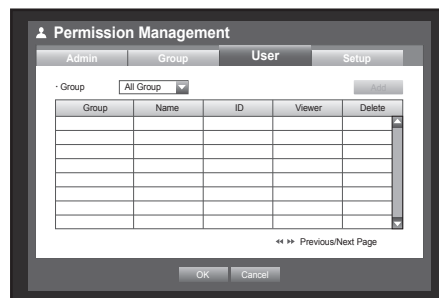 Permission Management
Admin Group User Setup
· Group All Group Add
Group Name ID Viewer Delete
Previous/Next Page
OK Cancel